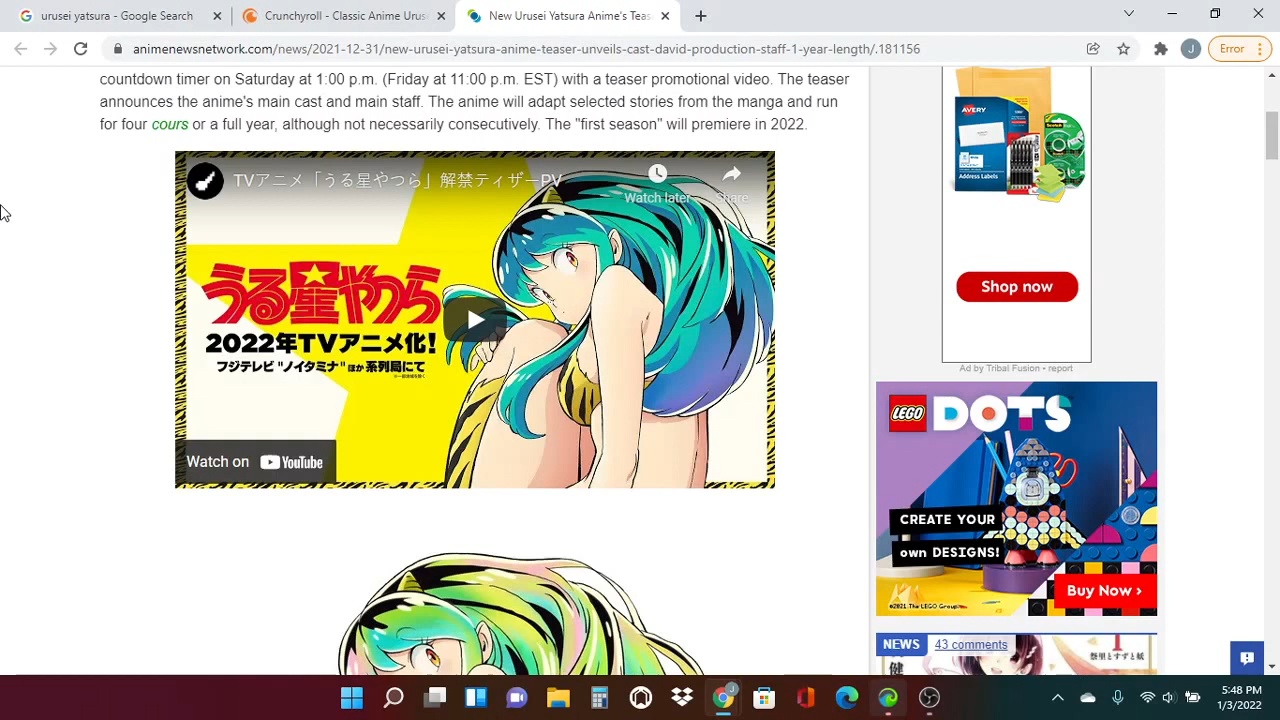 urusei yatsura - Google Search
Crunchyroll - Classic Anime Urus
New Urusei Yatsura Anime's Teas
animenewsnetwork.com/news/2021-12-31/new-urusei-yatsura-anime-teaser-unveils-cast-david-production-staff-1-year-length/.181156
J
Error
countdown timer on Saturday at 1:00 p.m. (Friday at 11:00 p.m. EST) with a teaser promotional video. The teaser
announces the anime's main cast and main staff. The anime will adapt selected stories from the manga and run
for four cours or a full year, although not necessarily consecutively. The "first season" will premiere in 2022.
TVアニメ「うる星やつら」解禁ティザーPV
Watch later
Share
うる星やつら
2022年TVアニメ化!
フジテレビ"ノイタミナ"ほか系列局にて
Watch on YouTube
AVERY
Address Labels
Scotch
Shop now
Ad by Tribal Fusion • report
LEGO DOTS
CREATE YOUR
own DESIGNS!
Buy Now ›
©2021 The LEGO Group
NEWS
43 comments
5:48 PM
1/3/2022